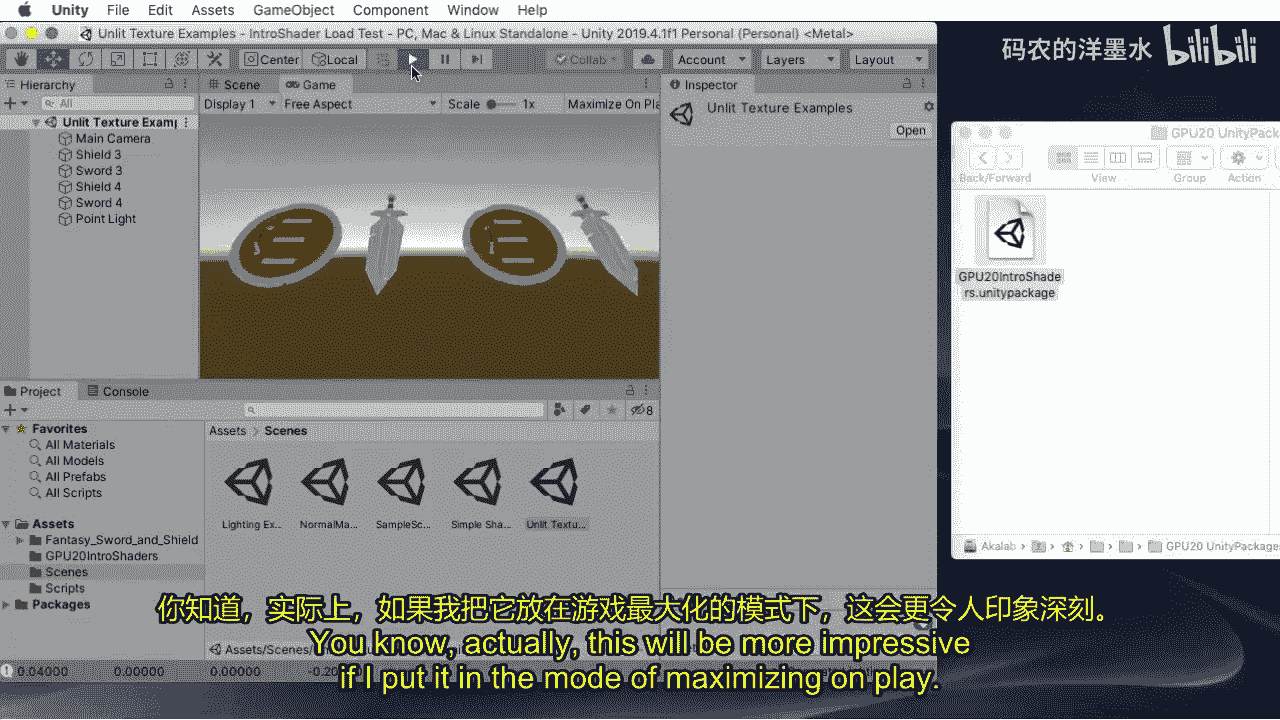 Unity File Edit Assets GameObject Component Window Help
Unlit Texture Examples - IntroShader Load Test - PC, Mac & Linux Standalone - Unity 2019.4.1f1 Personal (Personal) <Metal>
码农的洋墨水 bilibili
Center Local Collab Account Layers Layout
Hierarchy
Scene Game
Inspector
All
Display 1 Free Aspect Scale 1x Maximize On Pla
Unlit Texture Examples
Open
Unlit Texture Examp
Main Camera
Shield 3
Sword 3
Shield 4
Sword 4
Point Light
GPU20 UnityPack
Back/Forward View Group Action
GPU20IntroShade
rs.unitypackage
Project Console
8
Favorites
All Materials
All Models
All Prefabs
All Scripts
Assets > Scenes
Lighting Ex... NormalMa... SampleSc... Simple Sha... Unlit Textu...
Assets
Fantasy_Sword_and_Shield
GPU20IntroShaders
Scenes
Scripts
Packages
Akalab GPU20 UnityPackage
你知道，实际上，如果我把它放在游戏最大化的模式下，这会更令人印象深刻。
You know, actually, this will be more impressive
if I put it in the mode of maximizing on play.
Assets/Scenes/
0.04000 0.00000 0.00000 -0.20